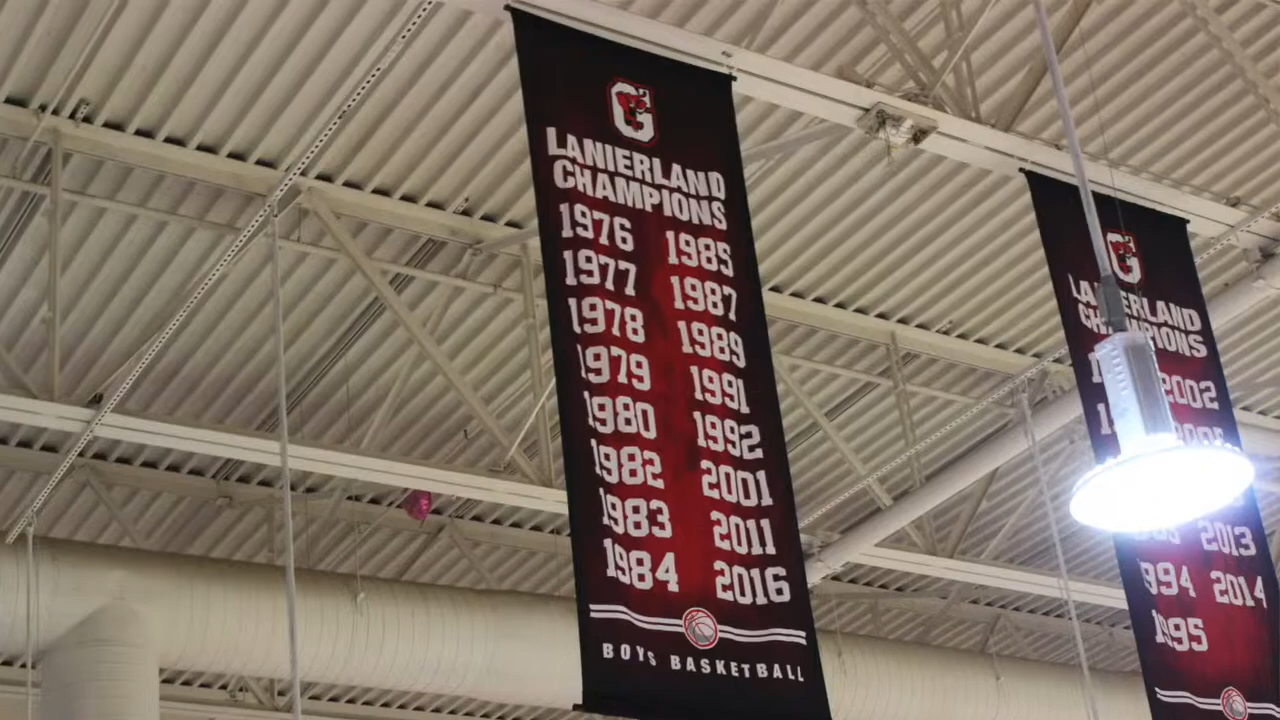 G
LANIERLAND
CHAMPIONS
1976 1985
1977 1987
1978 1989
1979 1991
1980 1992
1982 2001
1983 2011
1984 2016
BOYS BASKETBALL
G
LANIERLAND
CHAMPIONS
2002
2013
1994 2014
1995